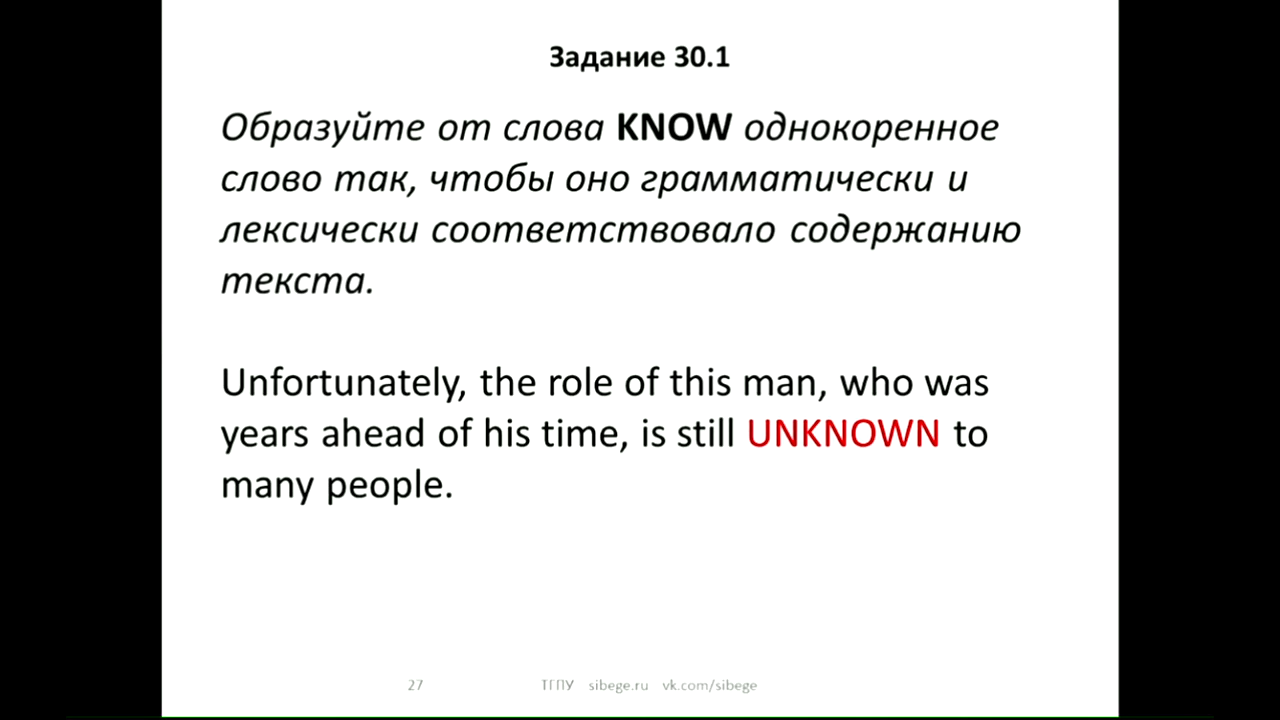 Задание 30.1
Образуйте от слова KNOW однокоренное
слово так, чтобы оно грамматически и
лексически соответствовало содержанию
текста.
Unfortunately, the role of this man, who was
years ahead of his time, is still UNKNOWN to
many people.
27 ТГПУ sibege.ru vk.com/sibege